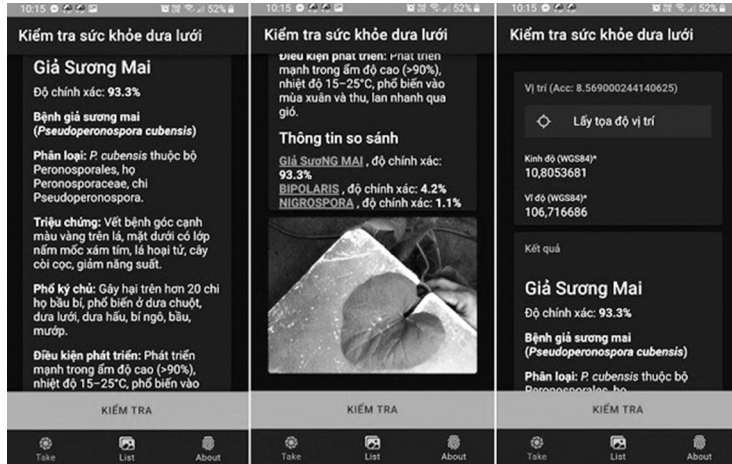 10:15 52%
Kiểm tra sức khỏe dưa lưới
Giả Sương Mai
Độ chính xác: 93.3%
Bệnh giả sương mai
(Pseudoperonospora cubensis)
Phân loại: P. cubensis thuộc bộ
Peronosporales, họ
Peronosporaceae, chi
Pseudoperonospora.
Triệu chứng: Vết bệnh góc cạnh
màu vàng trên lá, mặt dưới có lớp
nấm mốc xám tím, lá hoại tử, cây
còi cọc, giảm năng suất.
Phổ ký chủ: Gây hại trên hơn 20 chi
họ bầu bí, phổ biến ở dưa chuột,
dưa lưới, dưa hấu, bí ngô, bầu,
mướp.
Điều kiện phát triển: Phát triển
mạnh trong ẩm độ cao (>90%),
nhiệt độ 15–25°C, phổ biến vào
KIỂM TRA
Take List About
10:15 52%
Kiểm tra sức khỏe dưa lưới
Điều kiện phát triển: Phát triển
mạnh trong ẩm độ cao (>90%),
nhiệt độ 15–25°C, phổ biến vào
mùa xuân và thu, lan nhanh qua
gió.
Thông tin so sánh
Giả SươNG MAI , độ chính xác:
93.3%
BIPOLARIS , độ chính xác: 4.2%
NIGROSPORA , độ chính xác: 1.1%
KIỂM TRA
Take List About
10:15 52%
Kiểm tra sức khỏe dưa lưới
Vị trí (Acc: 8.569000244140625)
Lấy tọa độ vị trí
Kinh độ (WGS84)*
10,8053681
Vĩ độ (WGS84)*
106,716686
Kết quả
Giả Sương Mai
Độ chính xác: 93.3%
Bệnh giả sương mai
(Pseudoperonospora cubensis)
Phân loại: P. cubensis thuộc bộ
Peronosporales, họ
KIỂM TRA
Take List About